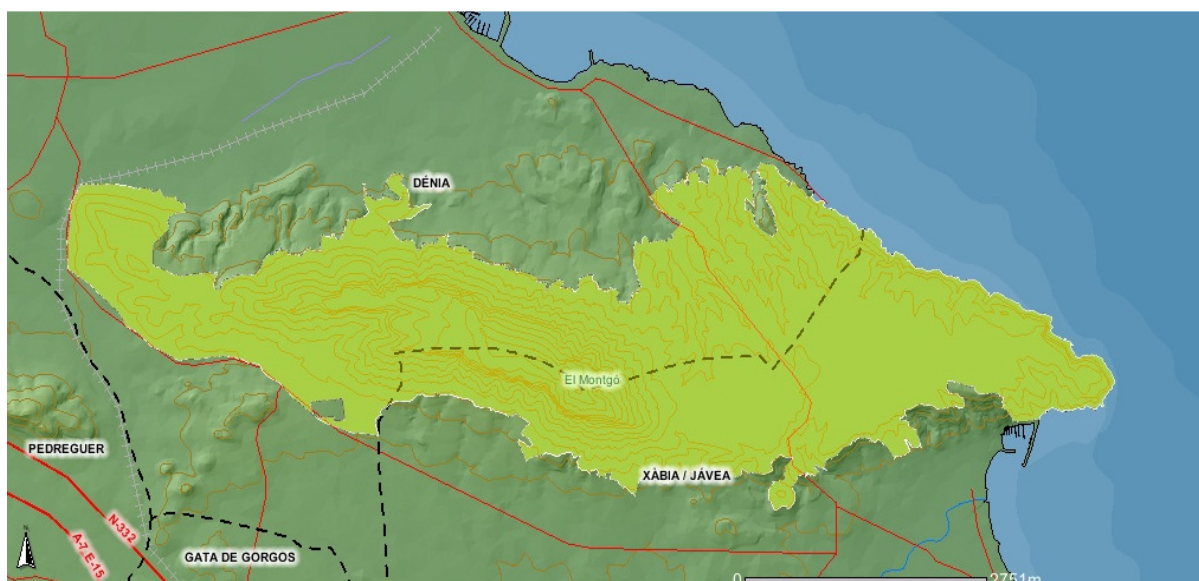 DÉNIA
El Montgó
PEDREGUER
XÀBIA / JÁVEA
N-332
A-7 E-15
GATA DE GORGOS
N
0 2751m